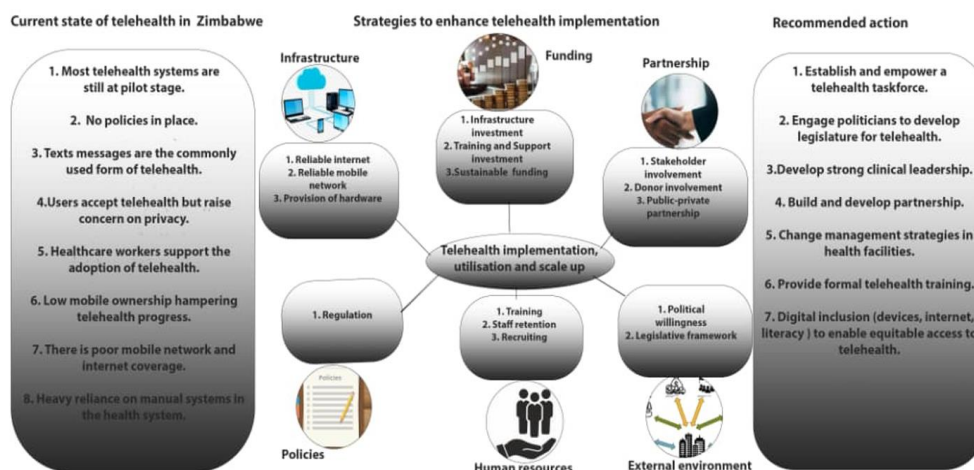 Current state of telehealth in Zimbabwe
Strategies to enhance telehealth implementation
Recommended action
1. Most telehealth systems are
still at pilot stage.
2. No policies in place.
3. Texts messages are the commonly
used form of telehealth.
4.Users accept telehealth but raise
concern on privacy.
5. Healthcare workers support the
adoption of telehealth.
6. Low mobile ownership hampering
telehealth progress.
7. There is poor mobile network and
internet coverage.
8. Heavy reliance on manual systems in
the health system.
Infrastructure
1. Reliable internet
2. Reliable mobile
network
3. Provision of hardware
Funding
1. Infrastructure
investment
2. Training and Support
investment
3.Sustainable funding
Partnership
1. Stakeholder
involvement
2. Donor involvement
3. Public-private
partnership
Telehealth implementation,
utilisation and scale up
1. Regulation
Policies
Policies
1. Training
2. Staff retention
3. Recruiting
Human resources
1. Political
willingness
2. Legislative framework
External environment
1. Establish and empower a
telehealth taskforce.
2. Engage politicians to develop
legislature for telehealth.
3.Develop strong clinical leadership.
4. Build and develop partnership.
5. Change management strategies in
health facilities.
6. Provide formal telehealth training.
7. Digital inclusion (devices, internet,
literacy ) to enable equitable access to
telehealth.